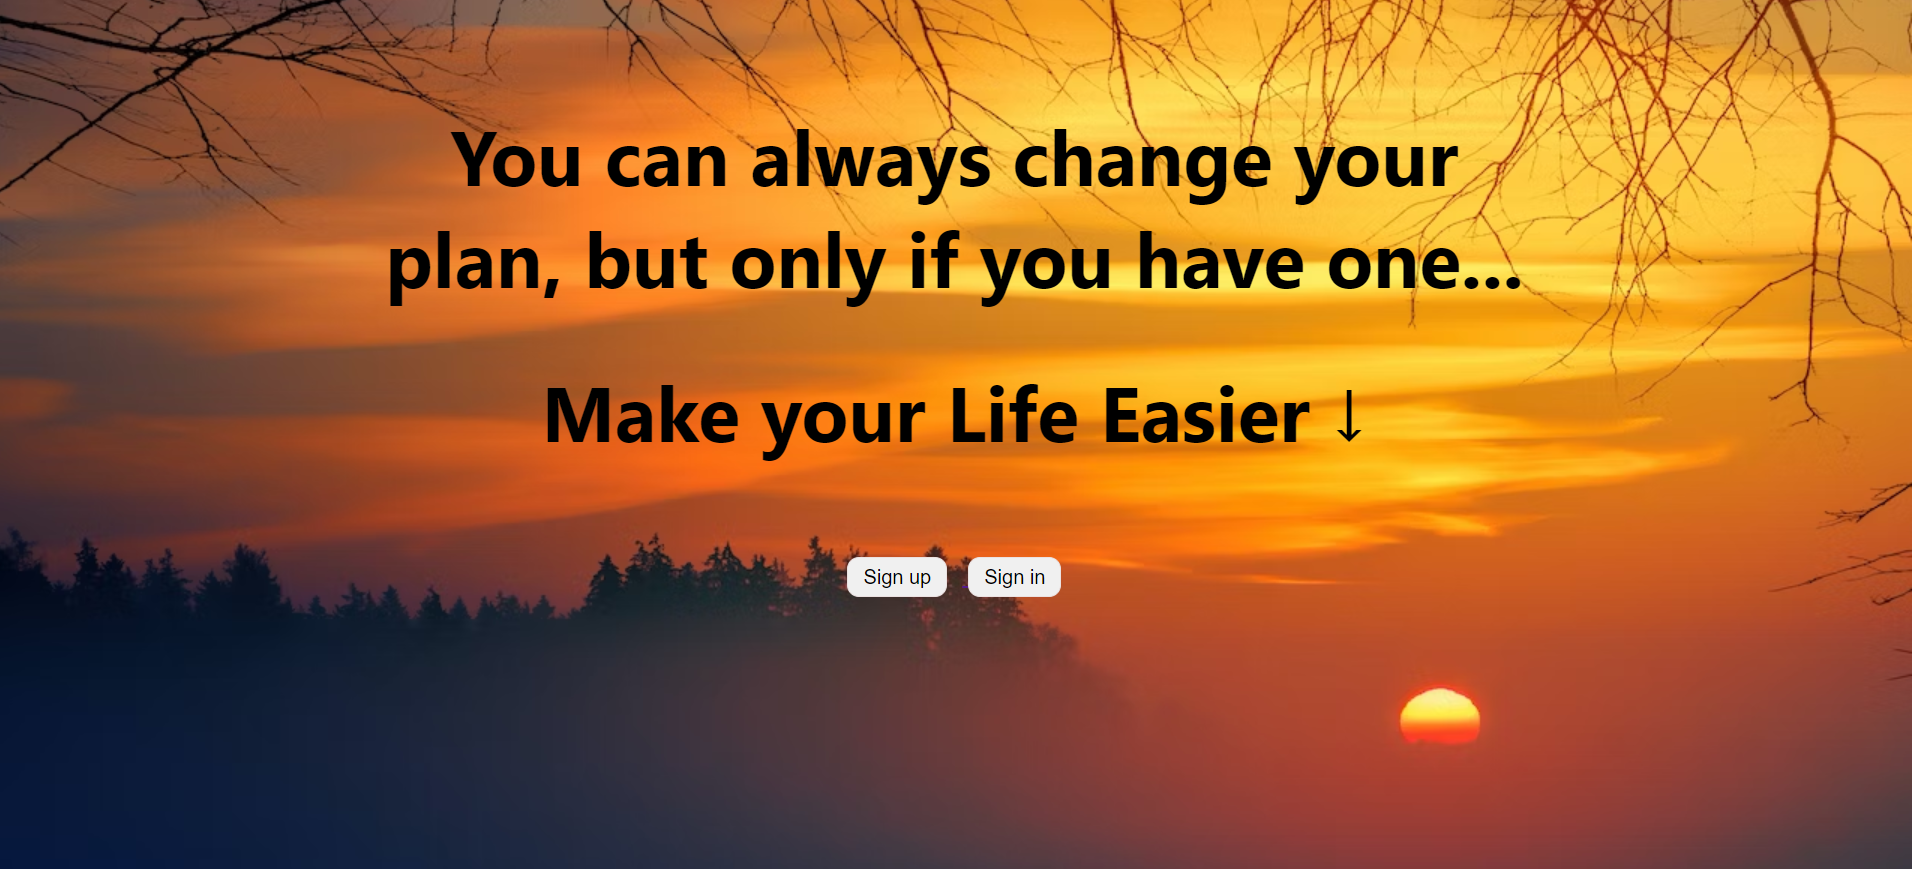 You can always change your
plan, but only if you have one...
Make your Life Easier ↓
Sign up
Sign in